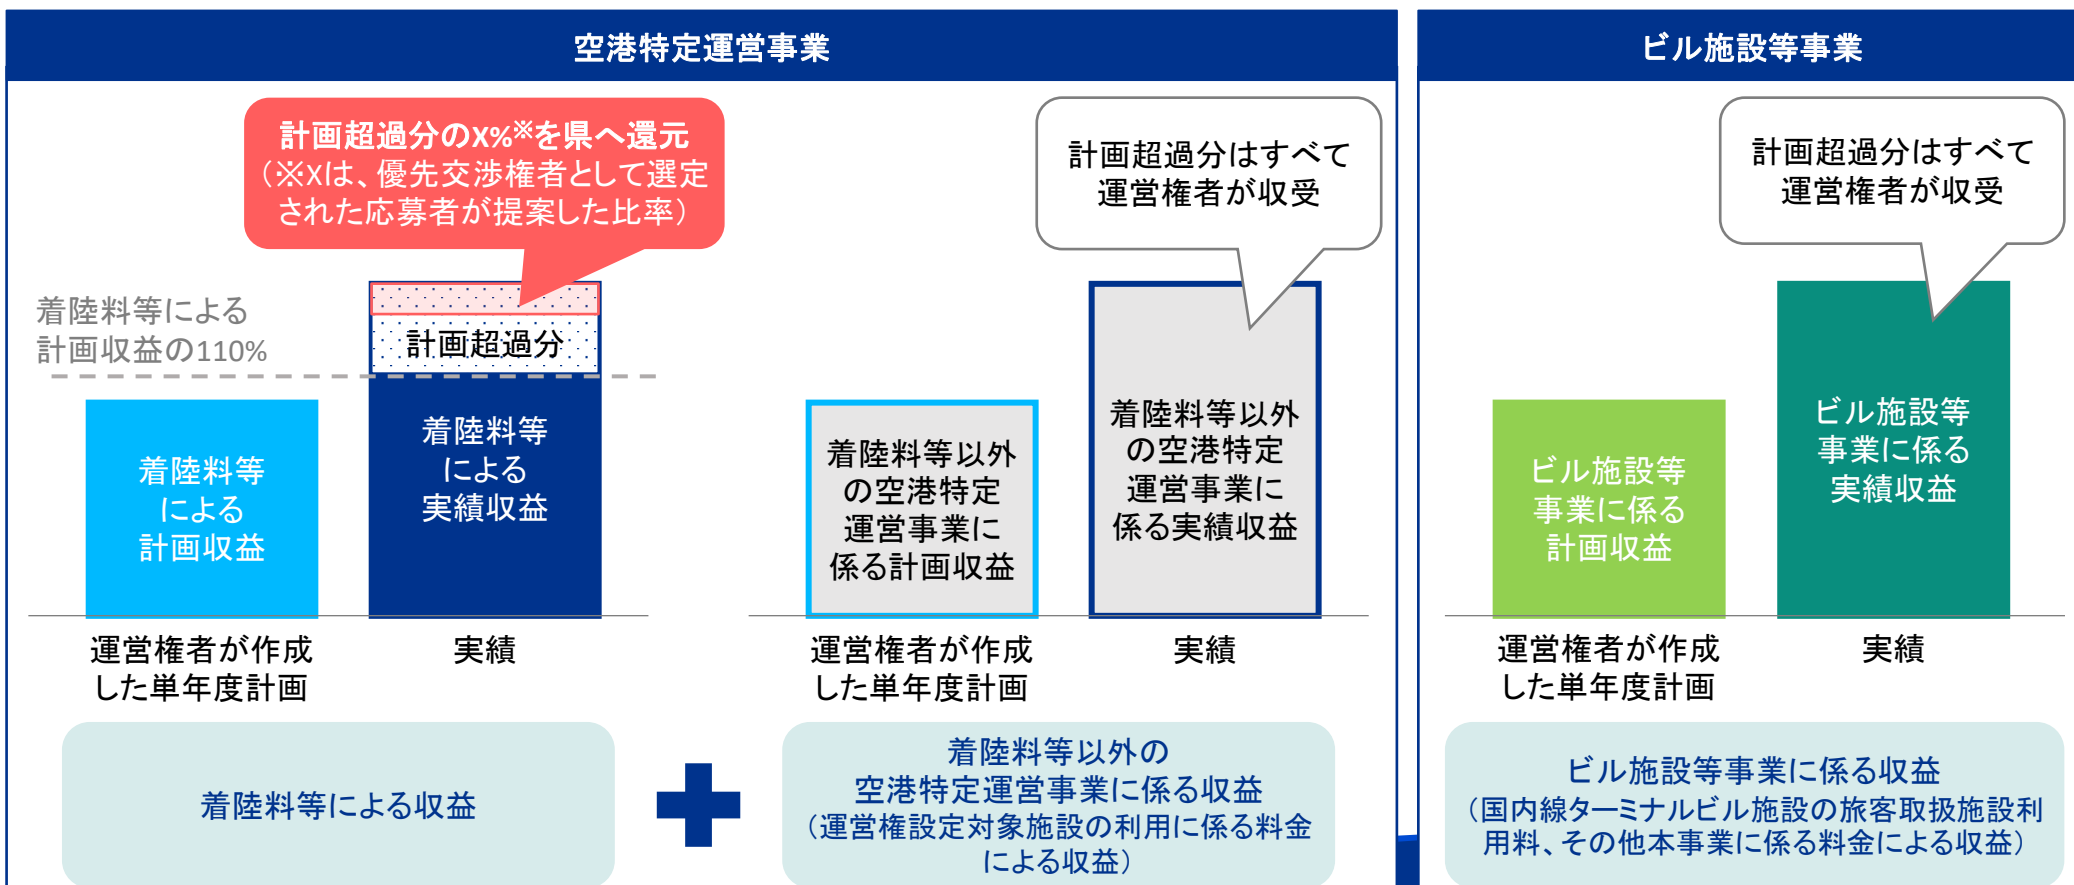 空港特定運営事業
計画超過分のX%※を県へ還元
（※Xは、優先交渉権者として選定
された応募者が提案した比率）
計画超過分はすべて
運営権者が収受
着陸料等による
計画収益の110%
計画超過分
着陸料等
による
計画収益
着陸料等
による
実績収益
着陸料等以外
の空港特定
運営事業に
係る計画収益
着陸料等以外
の空港特定
運営事業に
係る実績収益
運営権者が作成
した単年度計画
実績
運営権者が作成
した単年度計画
実績
着陸料等による収益
着陸料等以外の
空港特定運営事業に係る収益
（運営権設定対象施設の利用に係る料金
による収益）
ビル施設等事業
計画超過分はすべて
運営権者が収受
ビル施設等
事業に係る
計画収益
ビル施設等
事業に係る
実績収益
運営権者が作成
した単年度計画
実績
ビル施設等事業に係る収益
（国内線ターミナルビル施設の旅客取扱施設利
用料、その他本事業に係る料金による収益）